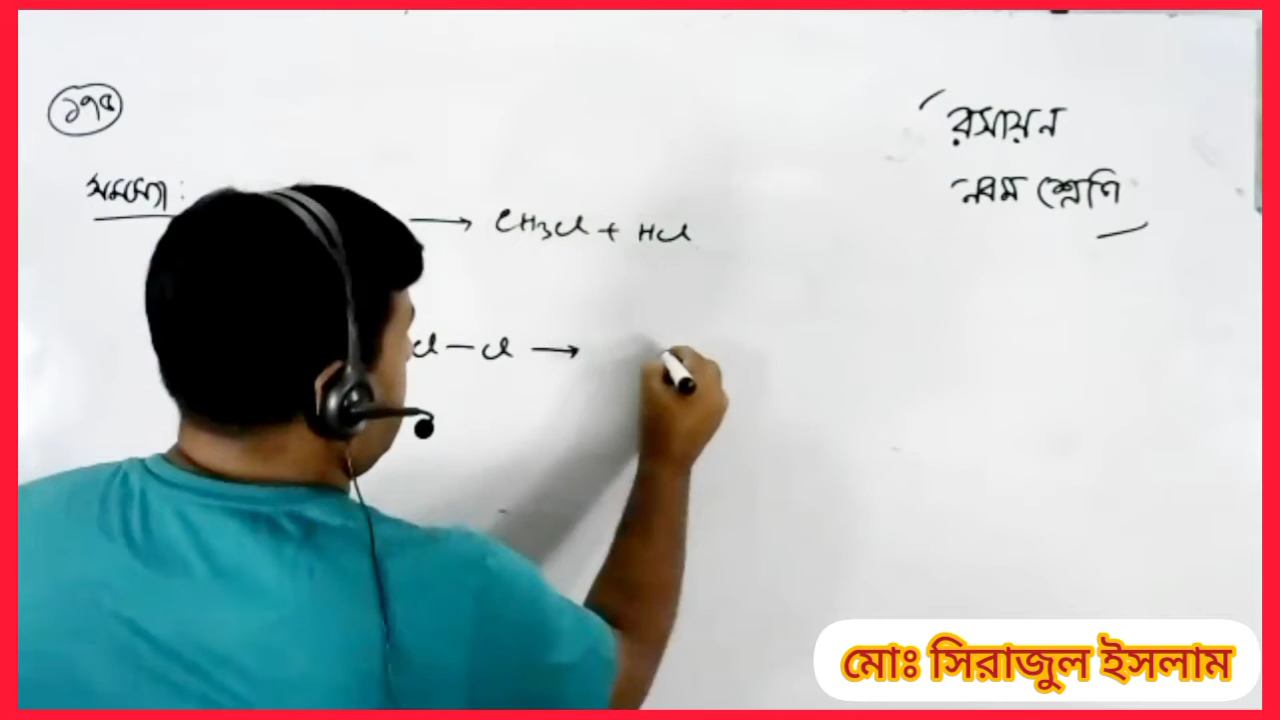 ১৭৫
রসায়ন
নবম শ্রেণি
সমস্যা :
⟶ CH₃Cl + HCl
Cl — Cl ⟶
মোঃ সিরাজুল ইসলাম